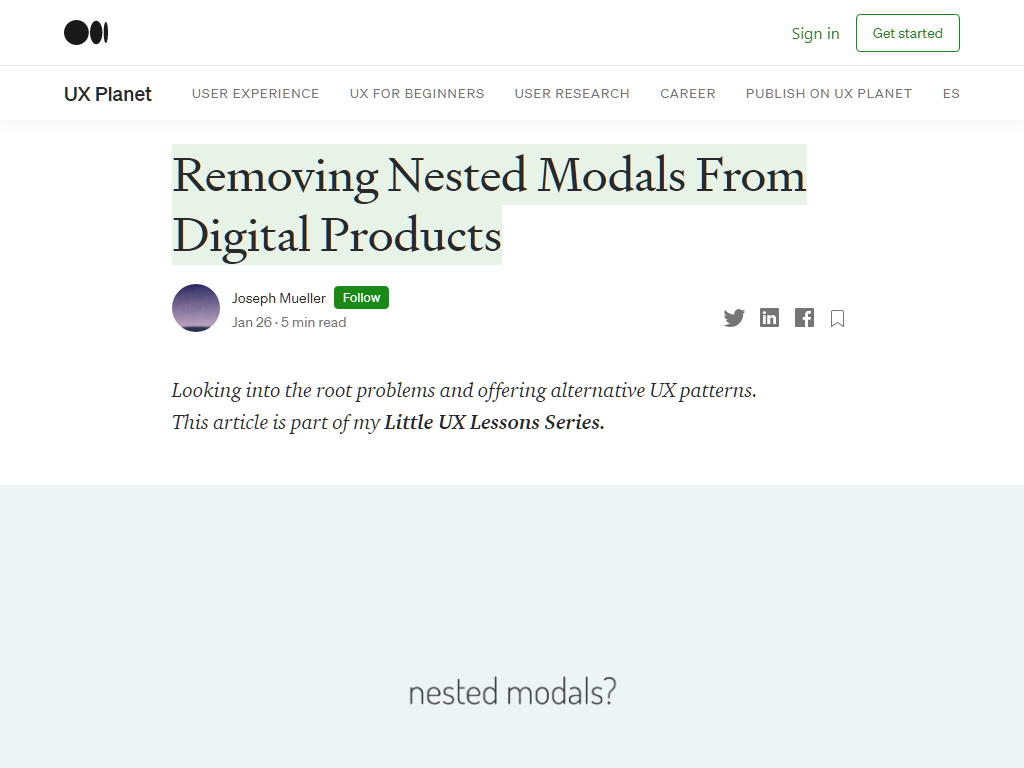 Sign in
Get started
UX Planet
USER EXPERIENCE
UX FOR BEGINNERS
USER RESEARCH
CAREER
PUBLISH ON UX PLANET
ES
Removing Nested Modals From
Digital Products
Joseph Mueller
Follow
Jan 26 · 5 min read
Looking into the root problems and offering alternative UX patterns.
This article is part of my Little UX Lessons Series.
nested modals?